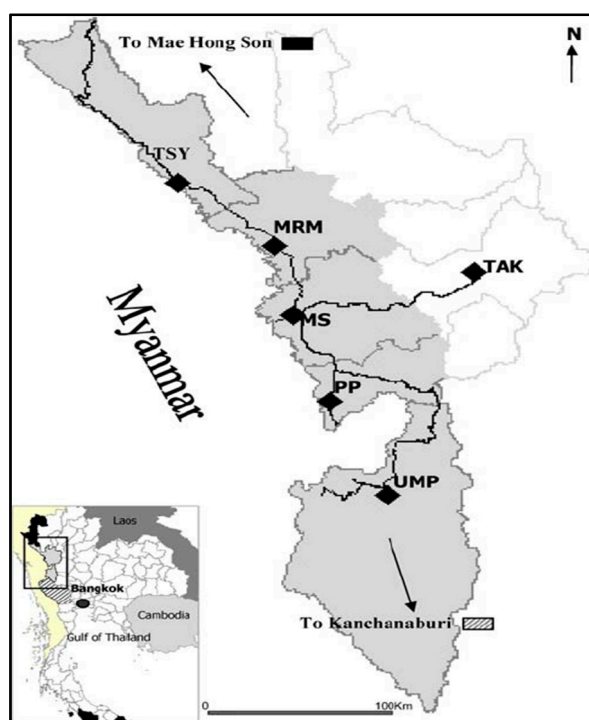 To Mae Hong Son
N
TSY
MRM
TAK
MS
Myanmar
PP
UMP
Laos
Bangkok
To Kanchanaburi
Cambodia
Gulf of Thailand
0 100Km